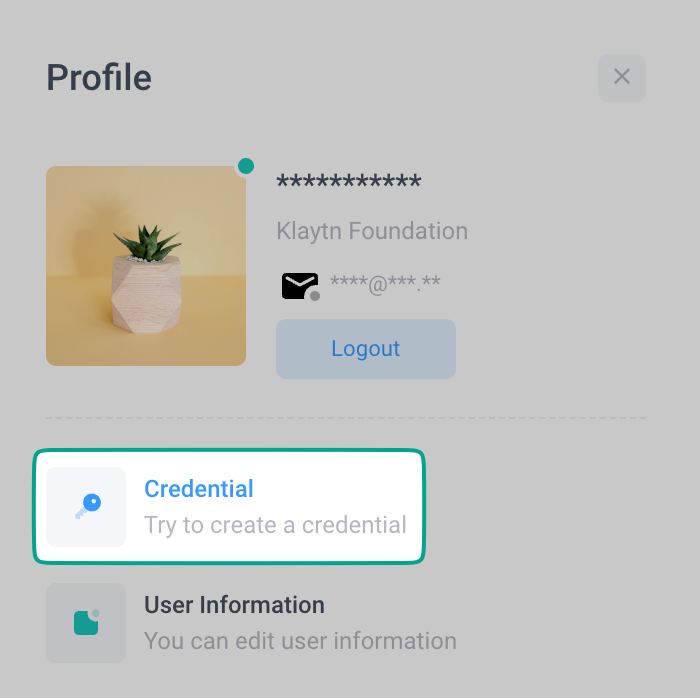 Profile
***********
Klaytn Foundation
****@***.**
Logout
Credential
Try to create a credential
User Information
You can edit user information